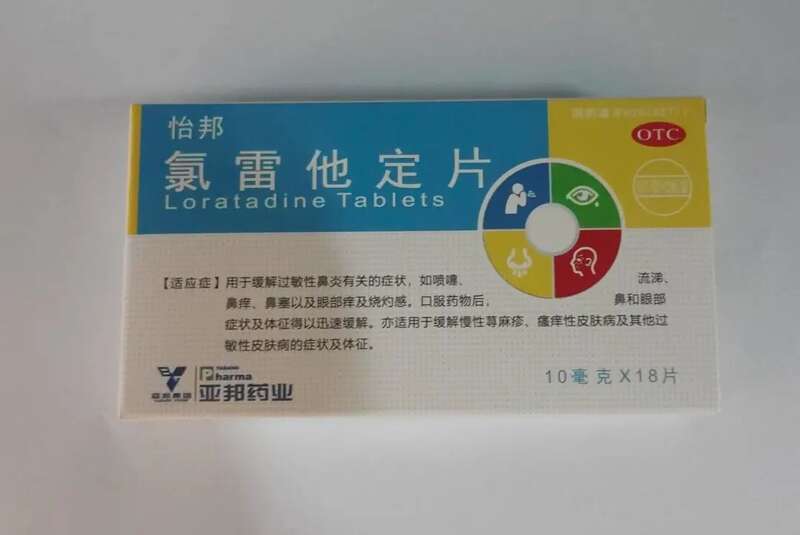 怡邦
OTC
氯雷他定片
Loratadine Tablets
【适应症】用于缓解过敏性鼻炎有关的症状，如喷嚏、流涕、
鼻痒、鼻塞以及眼部痒及烧灼感。口服药物后，鼻和眼部
症状及体征得以迅速缓解。亦适用于缓解慢性荨麻疹、瘙痒性皮肤病及其他过
敏性皮肤病的症状及体征。
Pharma
亚邦药业
10毫克X18片